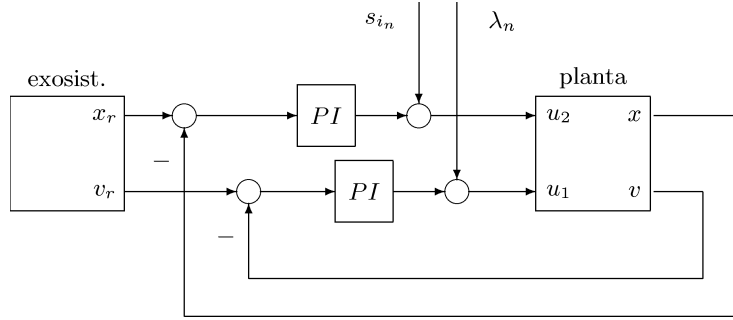 s_{i_n} λ_n
exosist. planta
x_r PI u_2 x
−
v_r PI u_1 v
−